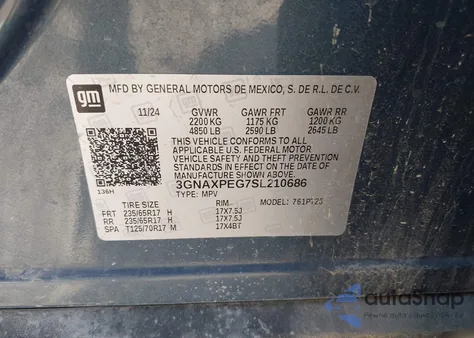 gm
MFD BY GENERAL MOTORS DE MEXICO, S. DE R.L. DE C.V.
11/24 GVWR GAWR FRT GAWR RR
2200 KG 1175 KG 1200 KG
4850 LB 2590 LB 2645 LB
THIS VEHICLE CONFORMS TO ALL
APPLICABLE U.S. FEDERAL MOTOR
VEHICLE SAFETY AND THEFT PREVENTION
STANDARDS IN EFFECT ON THE DATE OF
MANUFACTURE SHOWN ABOVE.
136H
3GNAXPEG7SL210686
TYPE: MPV
TIRE SIZE RIM MODEL:
FRT 235/65R17 H 17X7.5J
RR 235/65R17 H 17X7.5J
SPA T125/70R17 M 17X4BT
autaShop